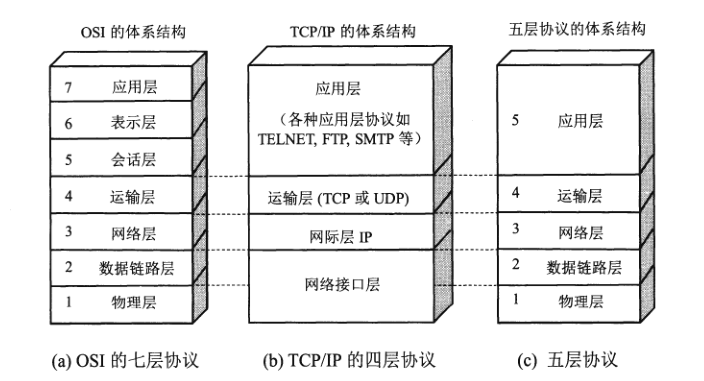 OSI 的体系结构
7 应用层
6 表示层
5 会话层
4 运输层
3 网络层
2 数据链路层
1 物理层
(a) OSI 的七层协议
TCP/IP 的体系结构
应用层
（各种应用层协议如
TELNET, FTP, SMTP 等）
运输层 (TCP 或 UDP)
网际层 IP
网络接口层
(b) TCP/IP 的四层协议
五层协议的体系结构
5 应用层
4 运输层
3 网络层
2 数据链路层
1 物理层
(c) 五层协议